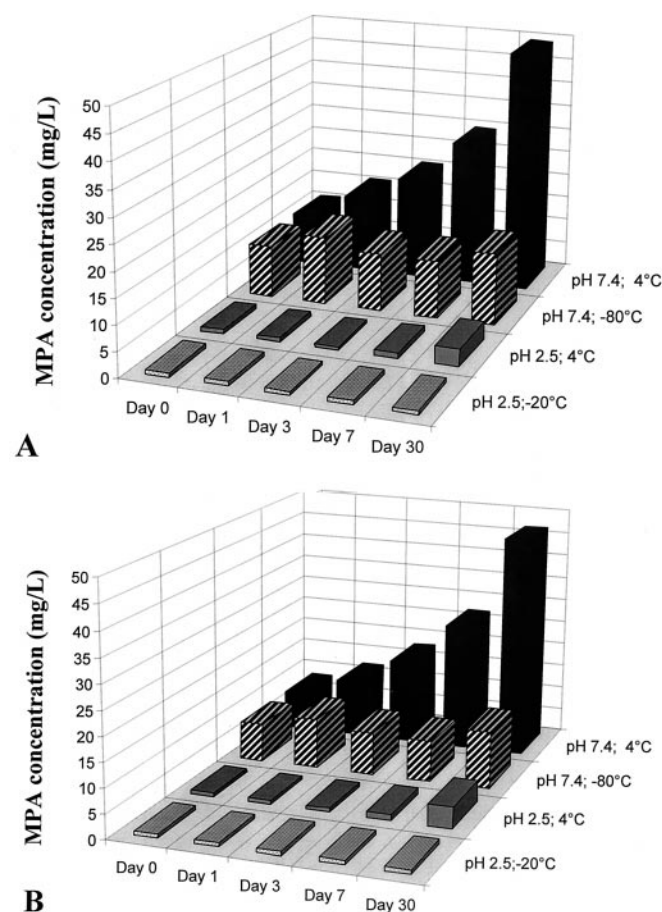 MPA concentration (mg/L)
50
45
40
35
30
25
20
15
10
5
0
Day 0
Day 1
Day 3
Day 7
Day 30
pH 7.4;  4°C
pH 7.4; -80°C
pH 2.5; 4°C
pH 2.5;-20°C
A
MPA concentration (mg/L)
50
45
40
35
30
25
20
15
10
5
0
Day 0
Day 1
Day 3
Day 7
Day 30
pH 7.4;  4°C
pH 7.4; -80°C
pH 2.5; 4°C
pH 2.5;-20°C
B